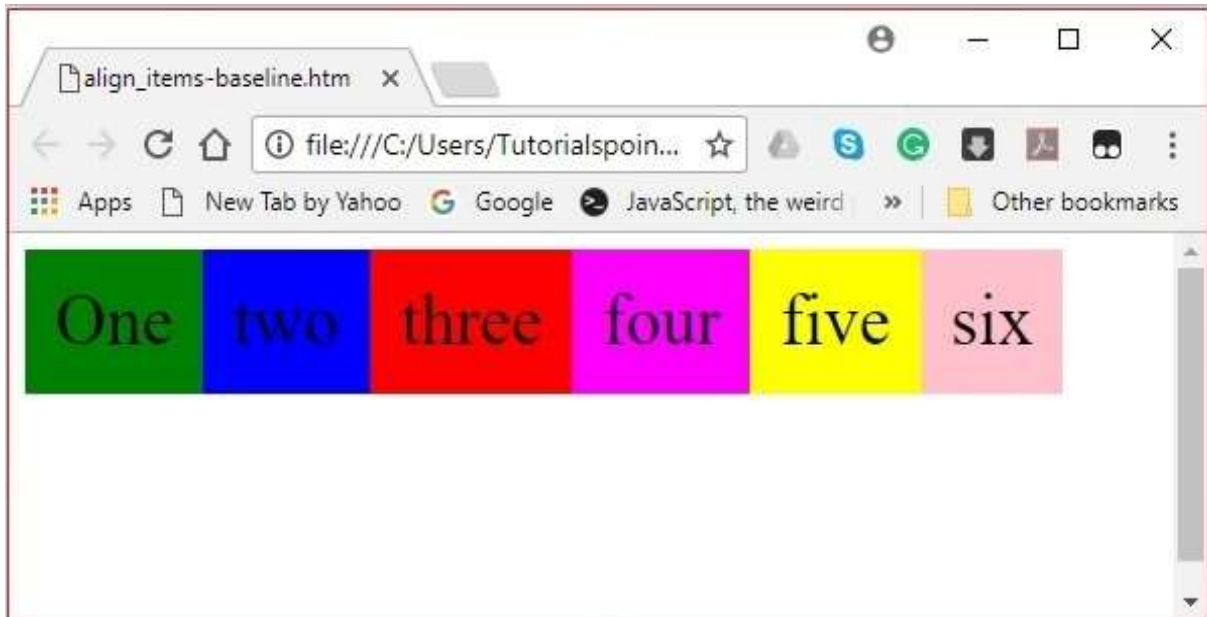 align_items-baseline.htm
file:///C:/Users/Tutorialspoin...
Apps New Tab by Yahoo Google JavaScript, the weird Other bookmarks
One two three four five six